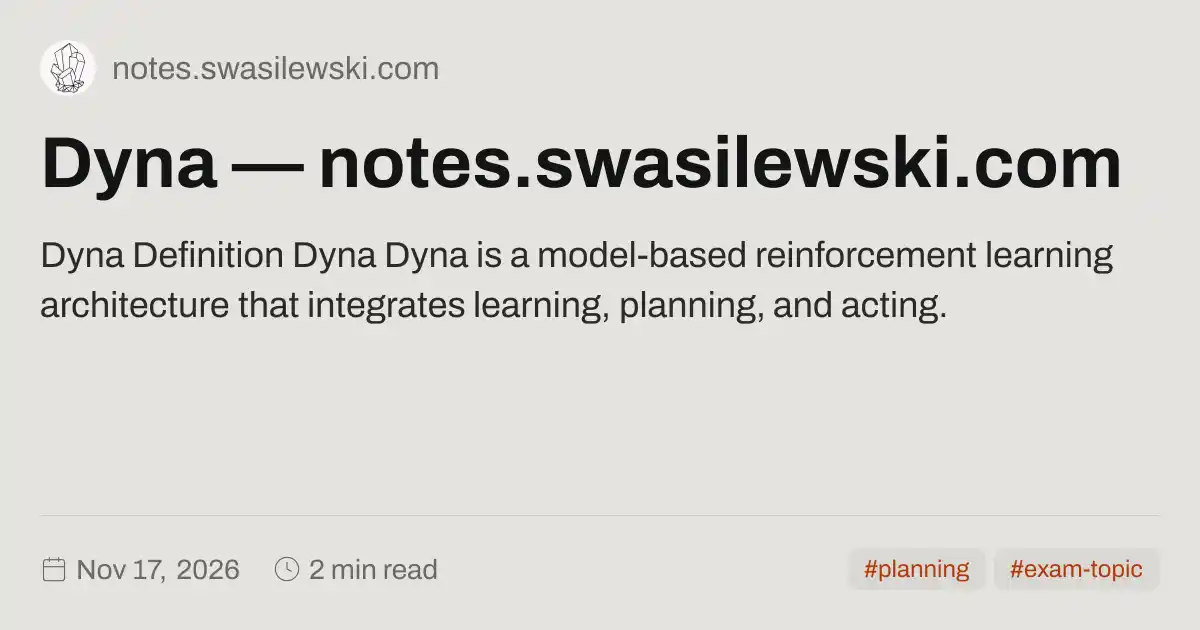 notes.swasilewski.com
Dyna — notes.swasilewski.com
Dyna Definition Dyna Dyna is a model-based reinforcement learning
architecture that integrates learning, planning, and acting.
Nov 17, 2026 2 min read #planning #exam-topic